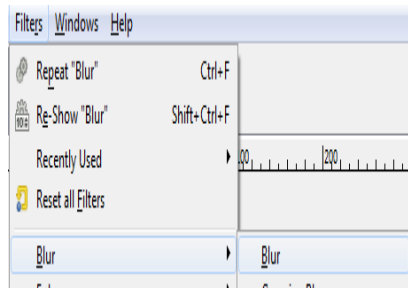 Filters Windows Help
Repeat "Blur" Ctrl+F
Re-Show "Blur" Shift+Ctrl+F
Recently Used
200
Reset all Filters
Blur Blur